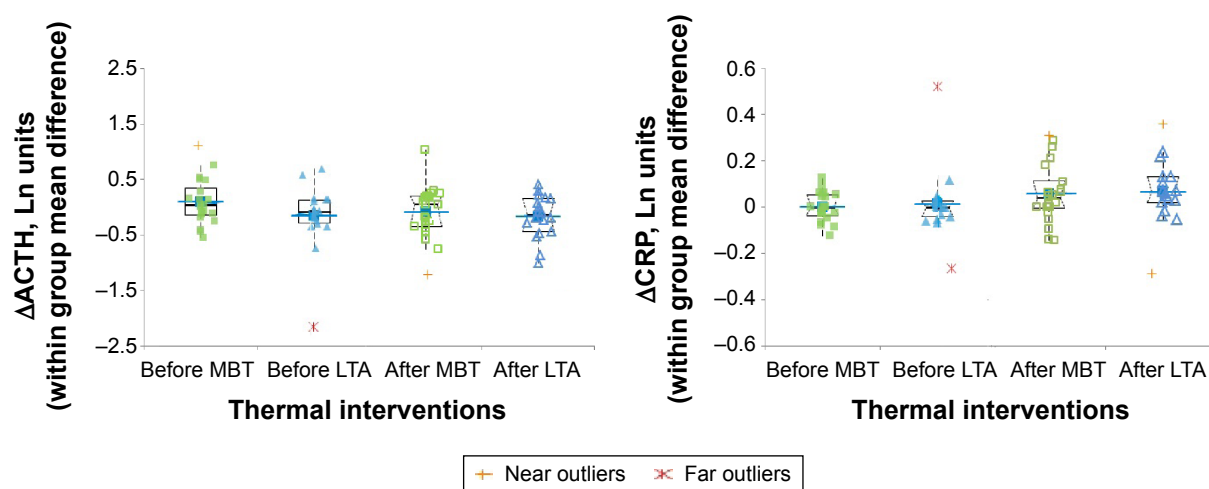 ΔACTH, Ln units
(within group mean difference)
2.5
1.5
0.5
–0.5
–1.5
–2.5
Before MBT Before LTA After MBT After LTA
Thermal interventions
ΔCRP, Ln units
(within group mean difference)
0.6
0.4
0.2
0
–0.2
–0.4
–0.6
Before MBT Before LTA After MBT After LTA
Thermal interventions
Near outliers Far outliers